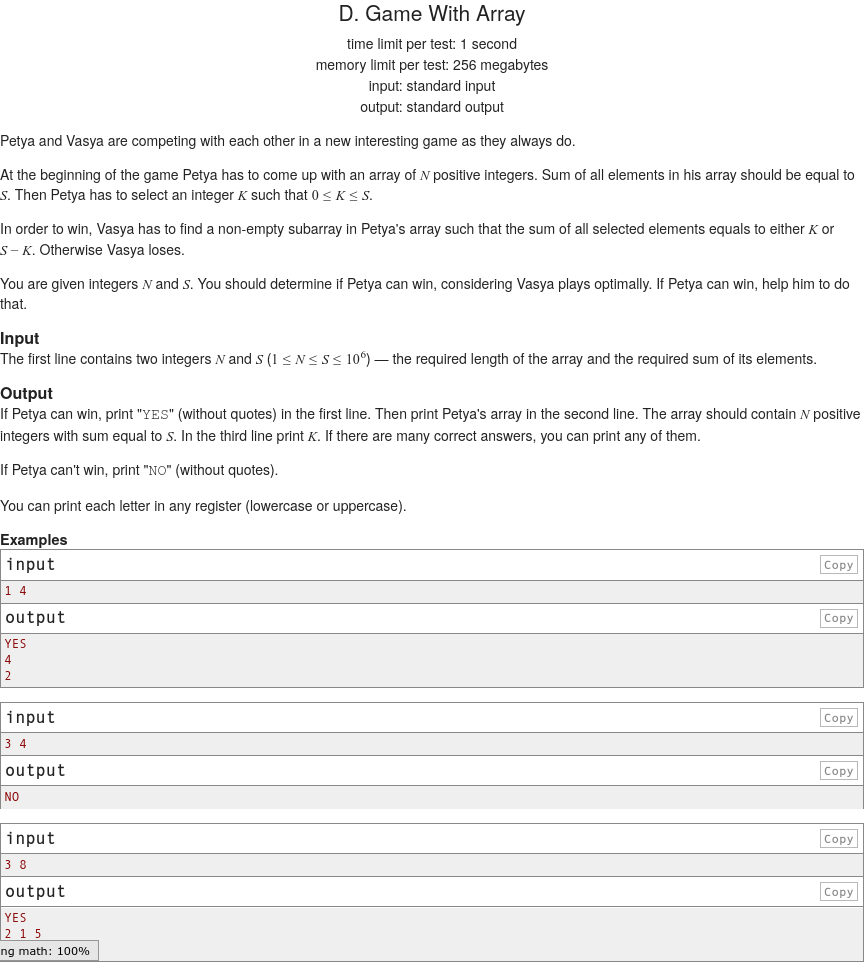 D. Game With Array
time limit per test: 1 second
memory limit per test: 256 megabytes
input: standard input
output: standard output
Petya and Vasya are competing with each other in a new interesting game as they always do.
At the beginning of the game Petya has to come up with an array of N positive integers. Sum of all elements in his array should be equal to
S. Then Petya has to select an integer K such that 0 ≤ K ≤ S.
In order to win, Vasya has to find a non-empty subarray in Petya's array such that the sum of all selected elements equals to either K or
S − K. Otherwise Vasya loses.
You are given integers N and S. You should determine if Petya can win, considering Vasya plays optimally. If Petya can win, help him to do
that.
Input
The first line contains two integers N and S (1 ≤ N ≤ S ≤ 10⁶) — the required length of the array and the required sum of its elements.
Output
If Petya can win, print "YES" (without quotes) in the first line. Then print Petya's array in the second line. The array should contain N positive
integers with sum equal to S. In the third line print K. If there are many correct answers, you can print any of them.
If Petya can't win, print "NO" (without quotes).
You can print each letter in any register (lowercase or uppercase).
Examples
input Copy
1 4
output Copy
YES
4
2
input Copy
3 4
output Copy
NO
input Copy
3 8
output Copy
YES
2 1 5
ng math: 100%